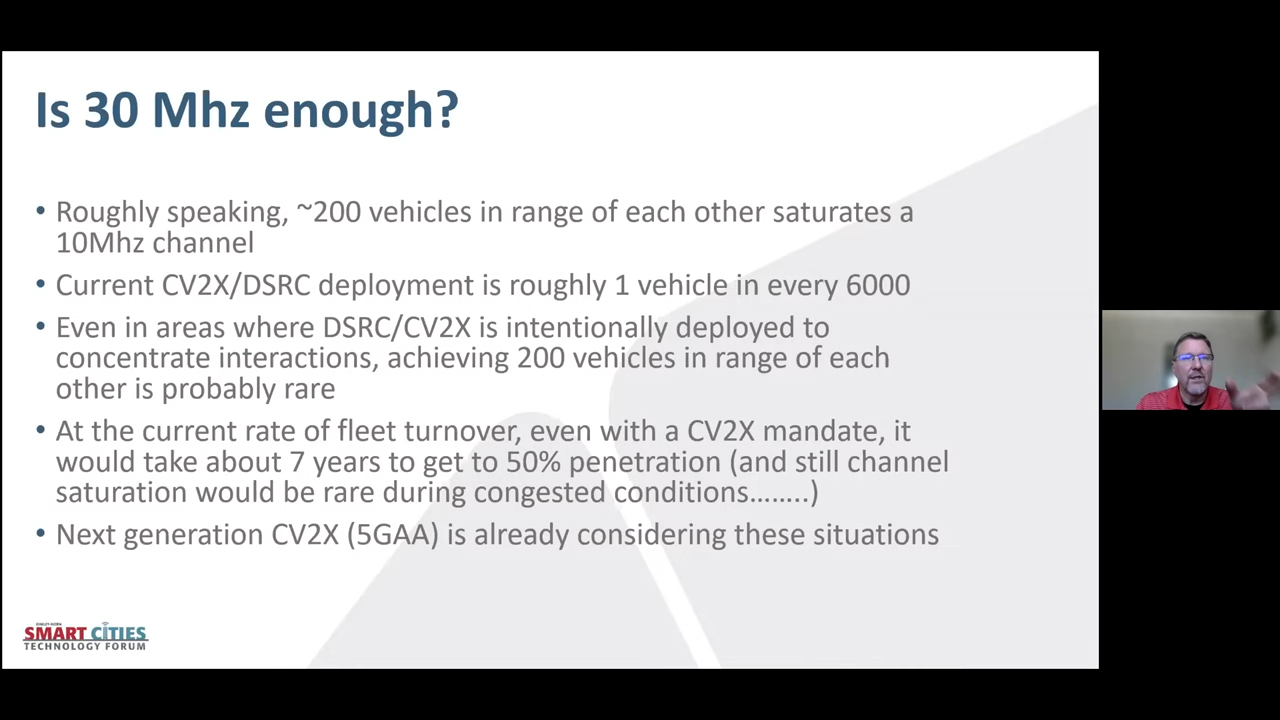 Is 30 Mhz enough?
• Roughly speaking, ~200 vehicles in range of each other saturates a
10Mhz channel
• Current CV2X/DSRC deployment is roughly 1 vehicle in every 6000
• Even in areas where DSRC/CV2X is intentionally deployed to
concentrate interactions, achieving 200 vehicles in range of each
other is probably rare
• At the current rate of fleet turnover, even with a CV2X mandate, it
would take about 7 years to get to 50% penetration (and still channel
saturation would be rare during congested conditions……..)
• Next generation CV2X (5GAA) is already considering these situations
SMART CITIES
TECHNOLOGY FORUM